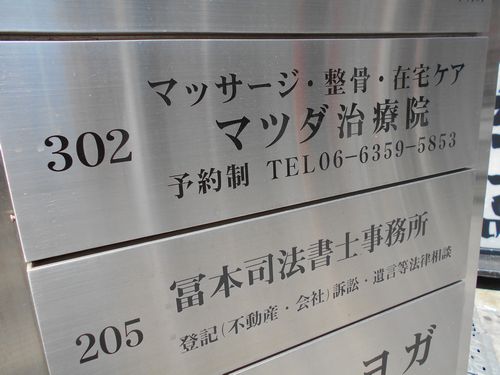 マッサージ・整骨・在宅ケア
302 マツダ治療院
予約制 TEL06-6359-5853
冨本司法書士事務所
205 登記(不動産・会社)訴訟・遺言等法律相談
ヨガ